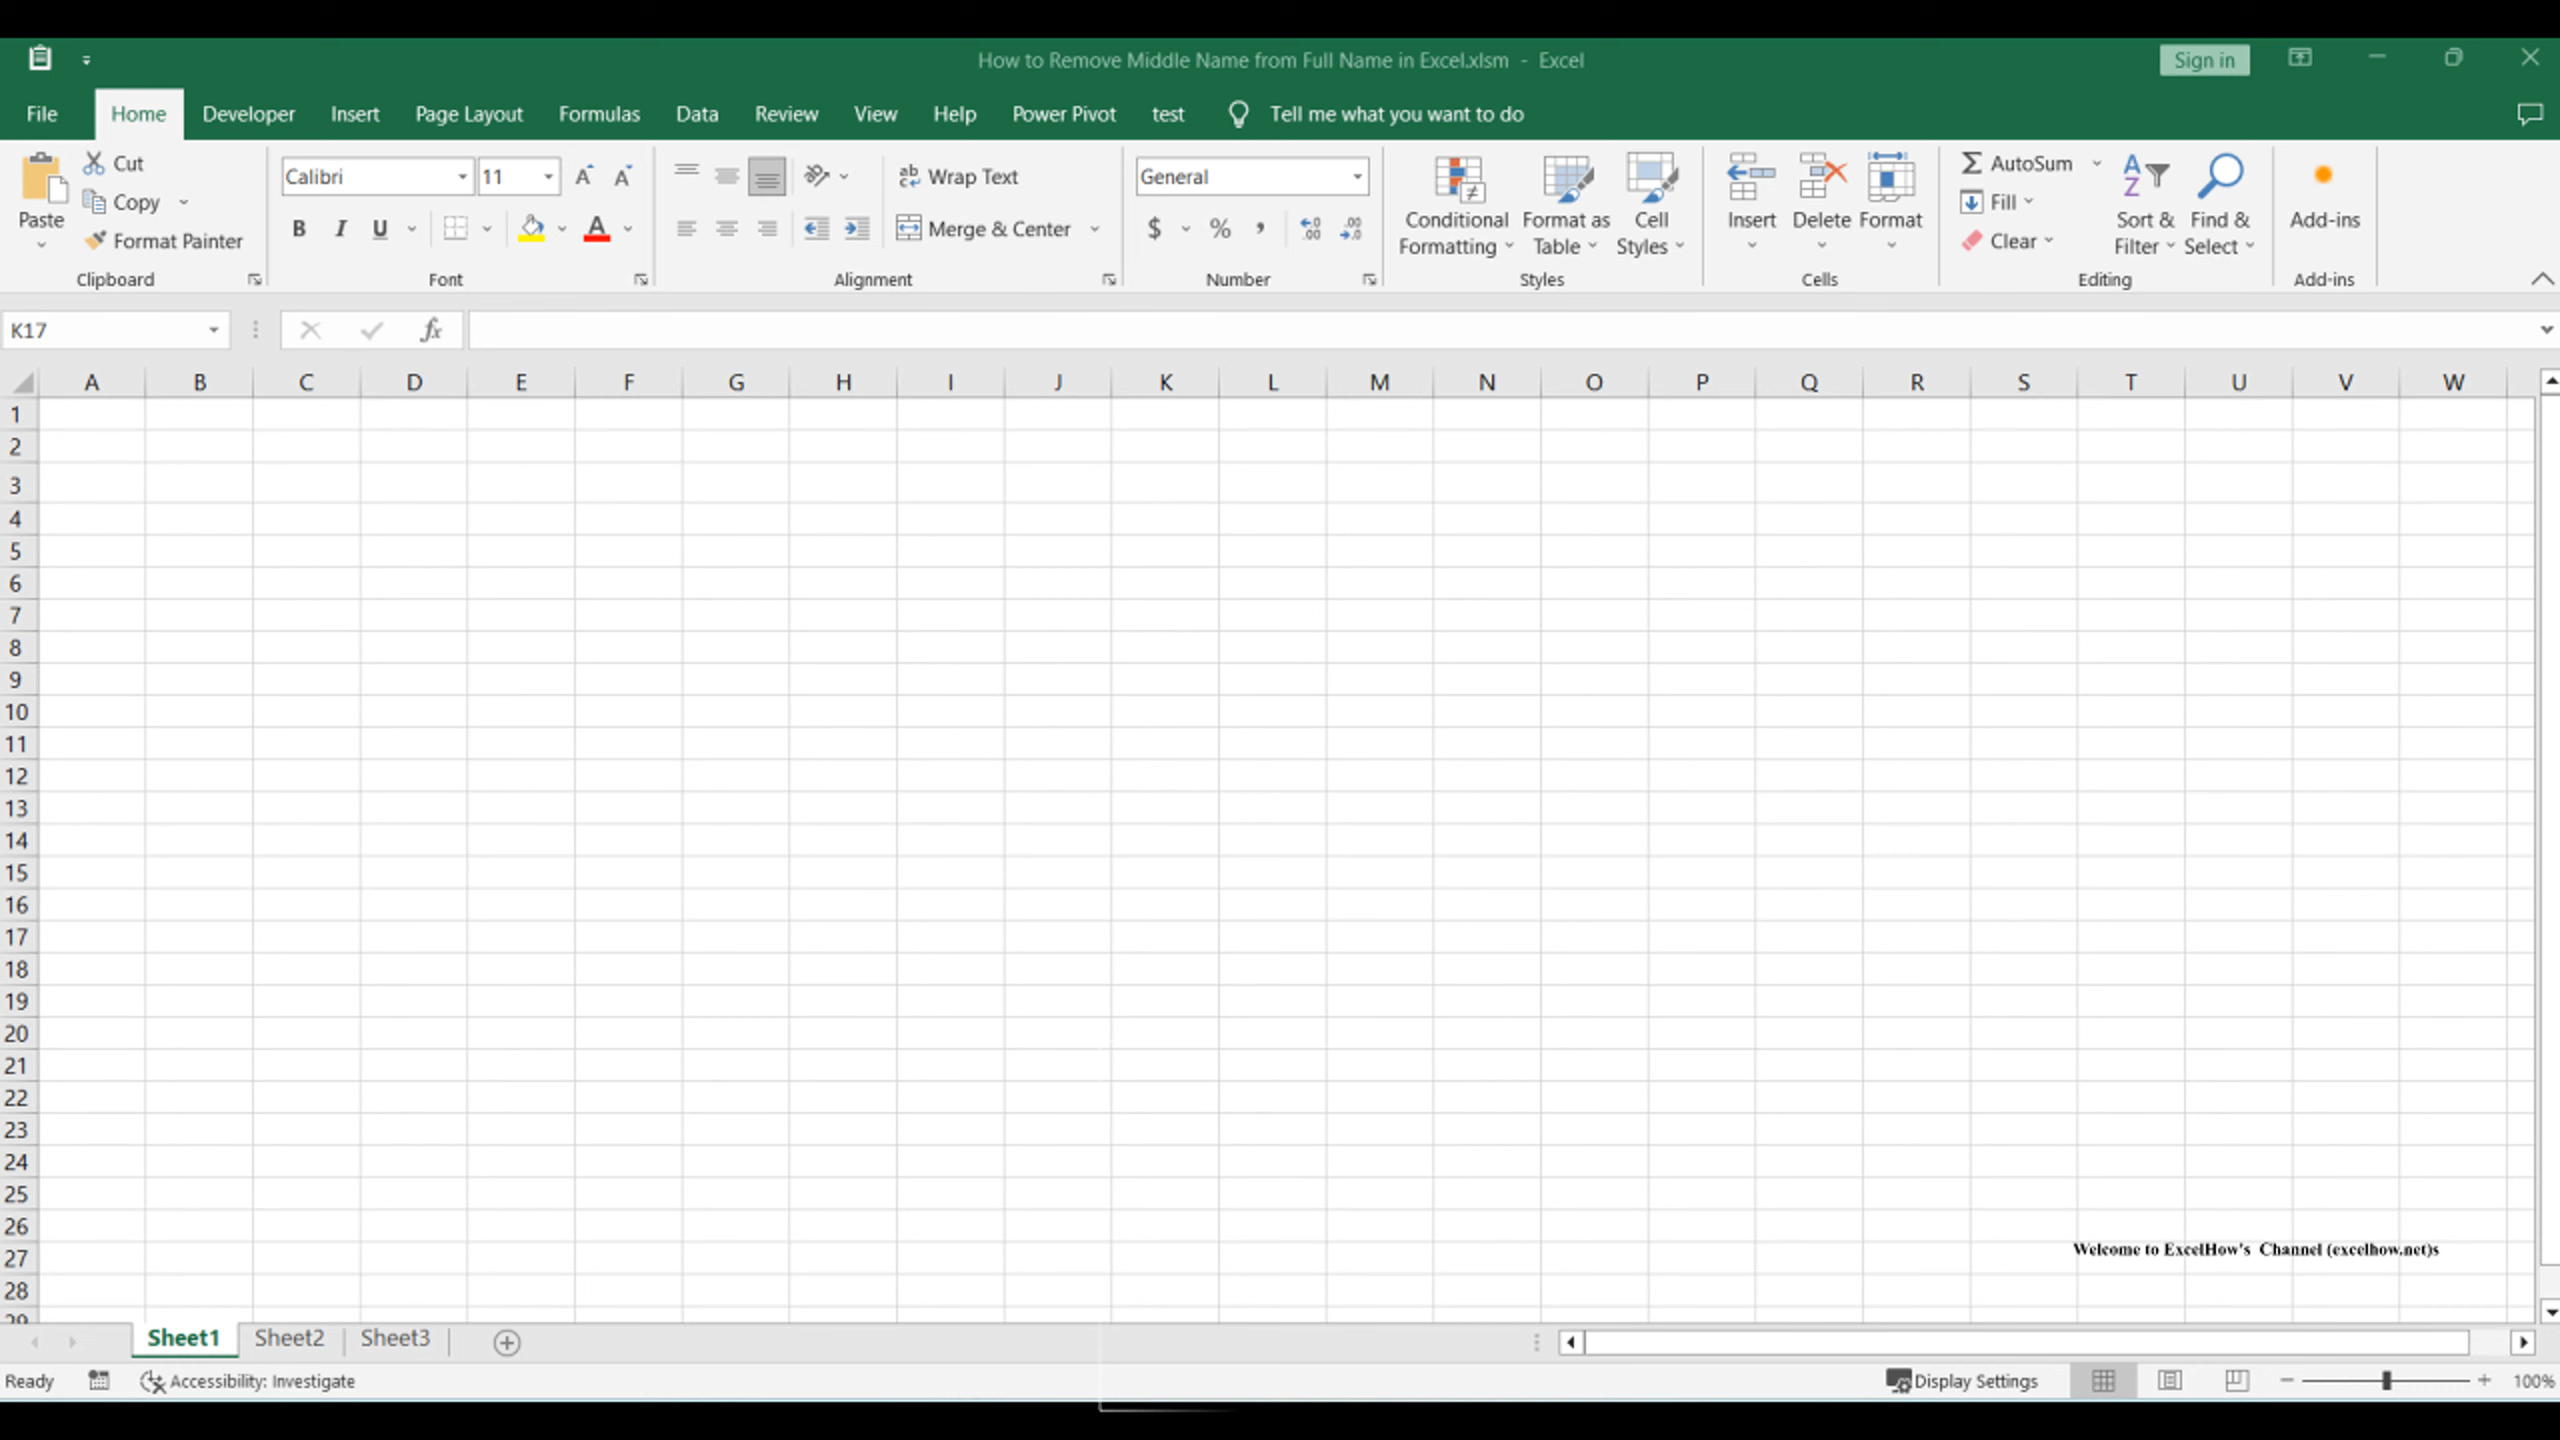 How to Remove Middle Name from Full Name in Excel.xlsm - Excel
Sign in
File Home Developer Insert Page Layout Formulas Data Review View Help Power Pivot test Tell me what you want to do
Paste
Cut
Copy
Format Painter
Clipboard
Calibri 11
B I U A
Font
Wrap Text
Merge & Center
Alignment
General
$ % ,
Number
Conditional Formatting
Format as Table
Cell Styles
Styles
Insert Delete Format
Cells
AutoSum
Fill
Clear
Sort & Filter
Find & Select
Editing
Add-ins
Add-ins
K17 fx
A B C D E F G H I J K L M N O P Q R S T U V W
1
2
3
4
5
6
7
8
9
10
11
12
13
14
15
16
17
18
19
20
21
22
23
24
25
26
27
Welcome to ExcelHow's Channel (excelhow.net)s
28
29
Sheet1 Sheet2 Sheet3
Ready Accessibility: Investigate Display Settings 100%